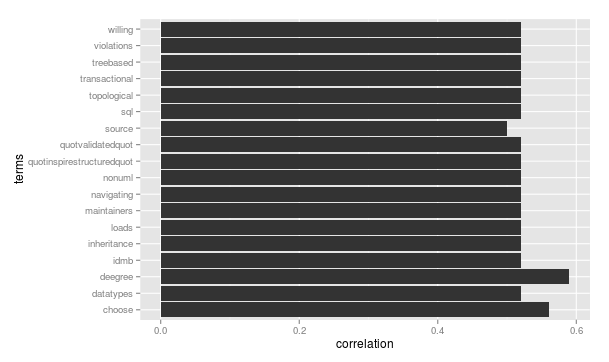 willing
violations
treebased
transactional
topological
sql
source
quotvalidatedquot
quotinspirestructuredquot
nonuml
navigating
maintainers
loads
inheritance
idmb
deegree
datatypes
choose
terms
0.0 0.2 0.4 0.6
correlation